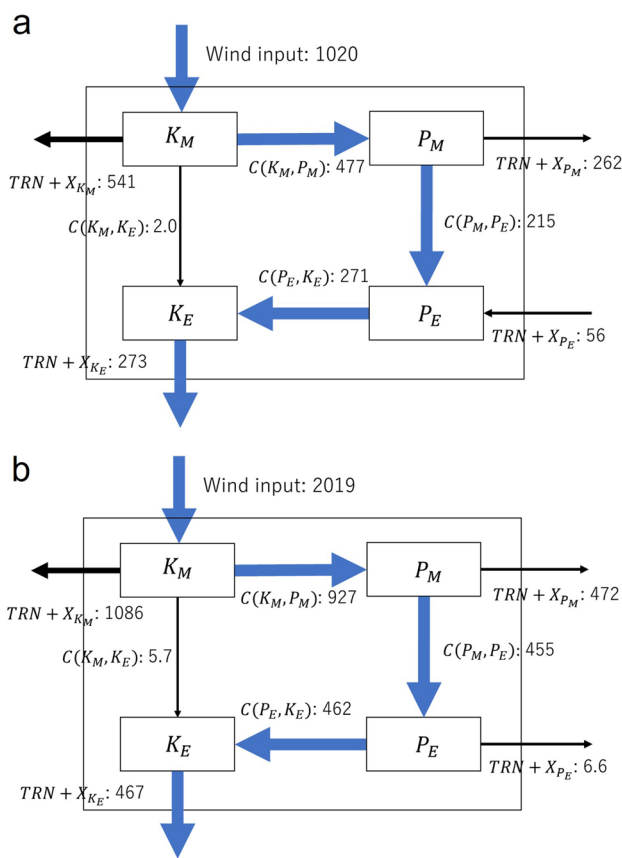 a
Wind input: 1020
K_M
P_M
C(K_M, P_M): 477
TRN + X_{K_M}: 541
TRN + X_{P_M}: 262
C(K_M, K_E): 2.0
C(P_M, P_E): 215
C(P_E, K_E): 271
K_E
P_E
TRN + X_{K_E}: 273
TRN + X_{P_E}: 56
b
Wind input: 2019
K_M
P_M
C(K_M, P_M): 927
TRN + X_{K_M}: 1086
TRN + X_{P_M}: 472
C(K_M, K_E): 5.7
C(P_M, P_E): 455
C(P_E, K_E): 462
K_E
P_E
TRN + X_{K_E}: 467
TRN + X_{P_E}: 6.6